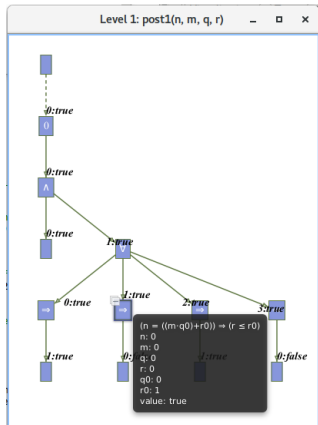 Level 1: post1(n, m, q, r)
0:true
()
0:true
∧
0:true
1:true
∀
0:true
1:true
2:true
3:true
⇒
⇒
⇒
⇒
(n = ((m·q0)+r0)) ⇒ (r ≤ r0)
n: 0
m: 0
q: 0
r: 0
q0: 0
r0: 1
value: true
1:true
0:f
1:true
0:false